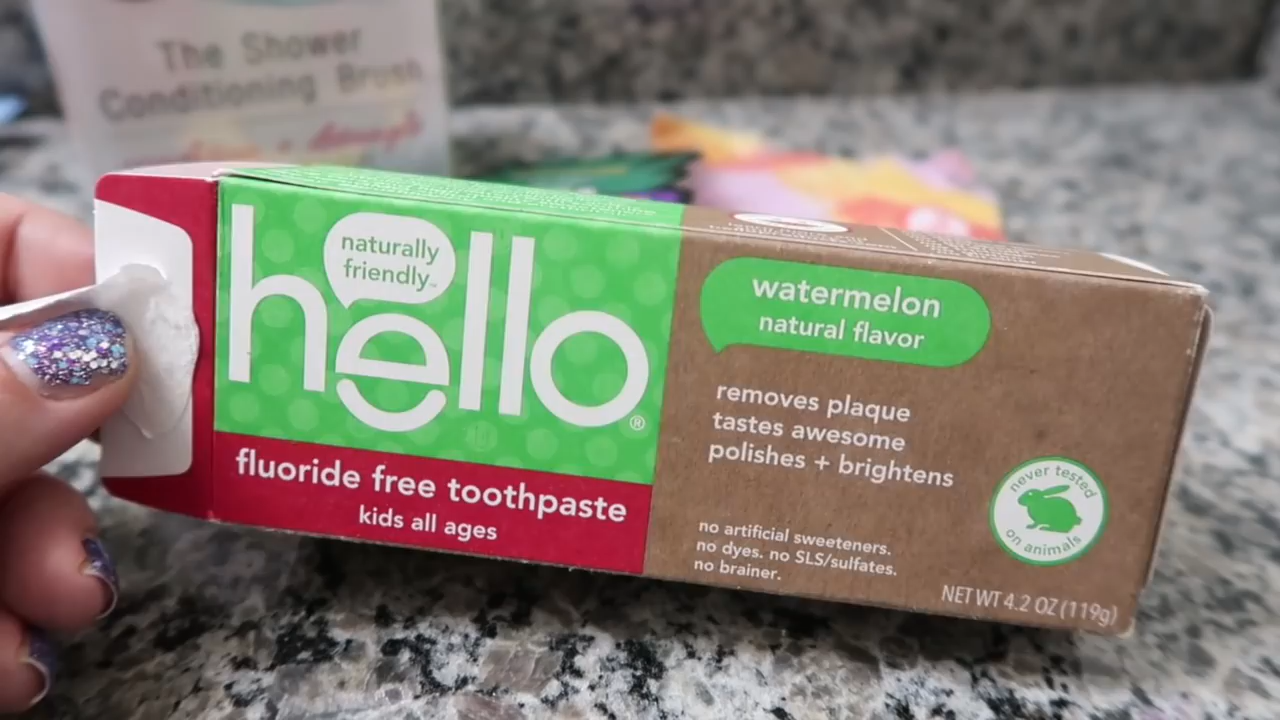 The Shower
Conditioning Brush
naturally
friendly™
hello®
fluoride free toothpaste
kids all ages
watermelon
natural flavor
removes plaque
tastes awesome
polishes + brightens
no artificial sweeteners.
no dyes. no SLS/sulfates.
no brainer.
never tested
on animals
NET WT 4.2 OZ (119g)